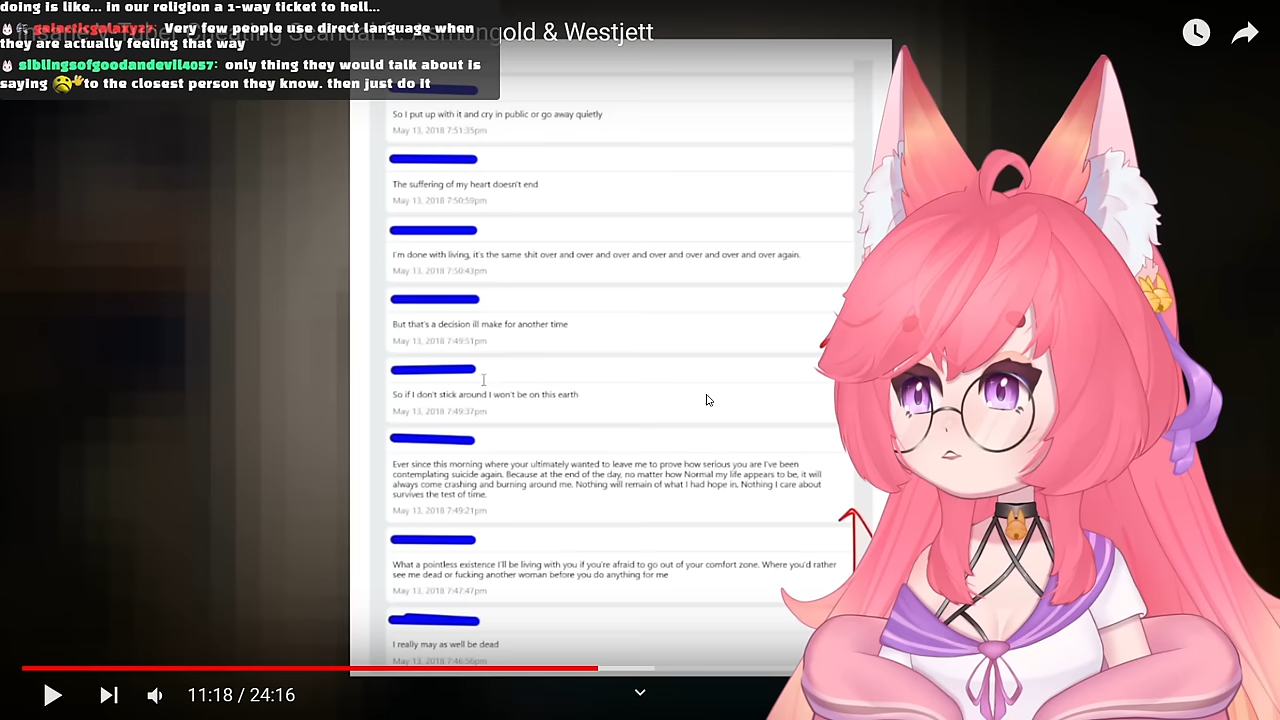 doing is like... in our religion a 1-way ticket to hell...
galacticgalaxyz7: Very few people use direct language when
they are actually feeling that way
siblingsofgoodandevil4057: only thing they would talk about is
saying to the closest person they know. then just do it
Cheating Scandal ft. Asmongold & Westjett
So I put up with it and cry in public or go away quietly
May 13, 2018 7:51:35pm
The suffering of my heart doesn't end
May 13, 2018 7:50:59pm
I'm done with living, it's the same shit over and over and over and over and over and over and over again.
May 13, 2018 7:50:43pm
But that's a decision ill make for another time
May 13, 2018 7:49:51pm
So if I don't stick around I won't be on this earth
May 13, 2018 7:49:37pm
Ever since this morning where your ultimately wanted to leave me to prove how serious you are I've been
contemplating suicide again. Because at the end of the day, no matter how Normal my life appears to be, it will
always come crashing and burning around me. Nothing will remain of what I had hope in. Nothing I care about
survives the test of time.
May 13, 2018 7:49:21pm
What a pointless existence I'll be living with you if you're afraid to go out of your comfort zone. Where you'd rather
see me dead or fucking another woman before you do anything for me
May 13, 2018 7:47:47pm
I really may as well be dead
May 13, 2018 7:46:56pm
11:18 / 24:16